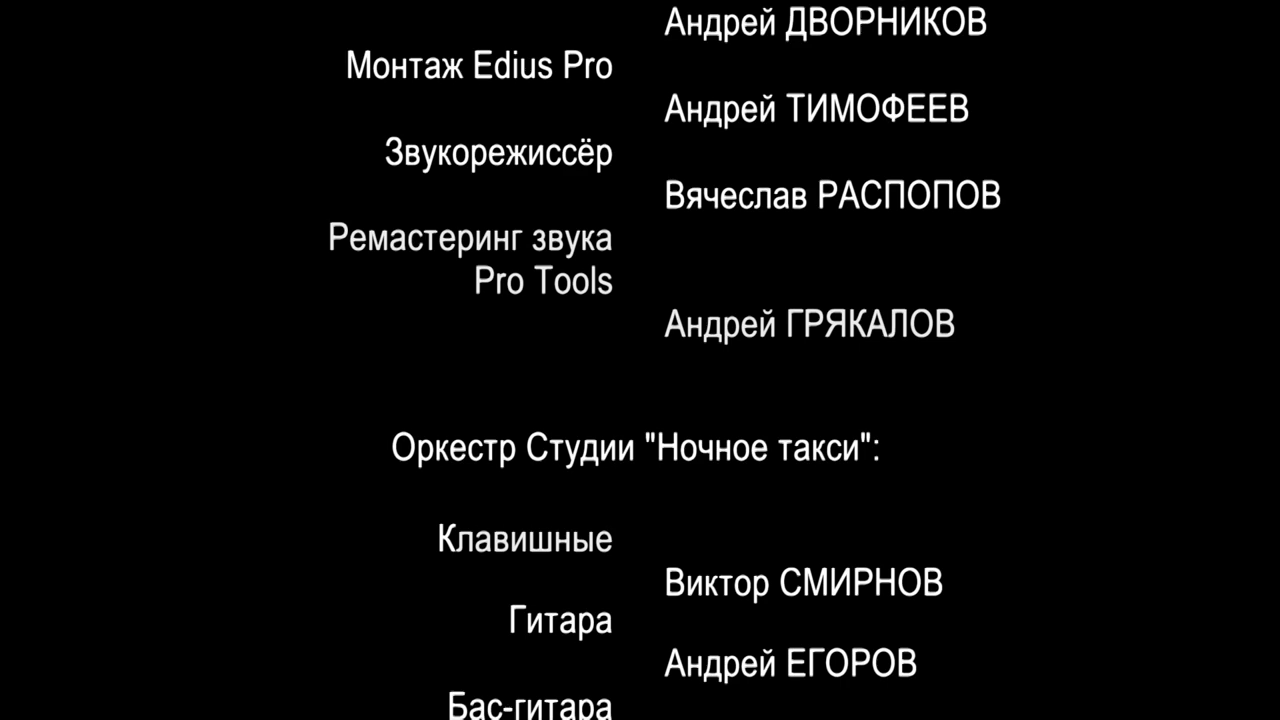 Андрей ДВОРНИКОВ
Монтаж Edius Pro
Андрей ТИМОФЕЕВ
Звукорежиссёр
Вячеслав РАСПОПОВ
Ремастеринг звука
Pro Tools
Андрей ГРЯКАЛОВ
Оркестр Студии "Ночное такси":
Клавишные
Виктор СМИРНОВ
Гитара
Андрей ЕГОРОВ
Бас-гитара